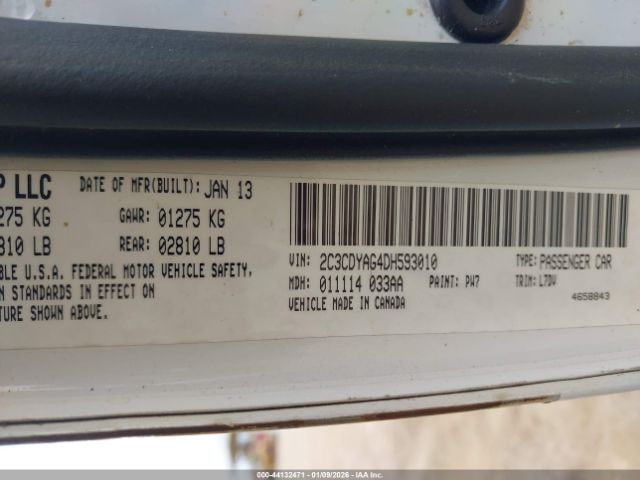 P LLC DATE OF MFR(BUILT): JAN 13
275 KG GAWR: 01275 KG
810 LB REAR: 02810 LB
BLE U.S.A. FEDERAL MOTOR VEHICLE SAFETY,
N STANDARDS IN EFFECT ON
TURE SHOWN ABOVE.
VIN: 2C3CDYAG4DH593010 TYPE: PASSENGER CAR
MDH: 011114 033AA PAINT: PW7 TRIM: L7DV
VEHICLE MADE IN CANADA 4658843
000-44132471 - 01/09/2026 - IAAI.COM